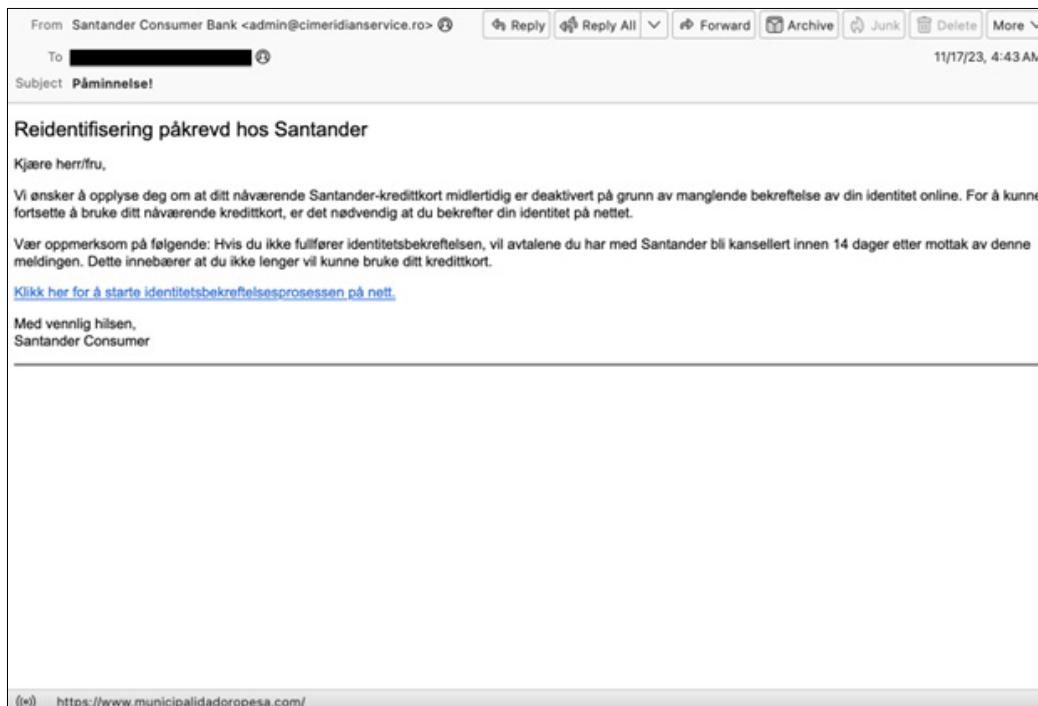 From Santander Consumer Bank <admin@cimeridianservice.ro> Reply Reply All Forward Archive Junk Delete More
To 11/17/23, 4:43 AM
Subject Påminnelse!
Reidentifisering påkrevd hos Santander
Kjære herr/fru,
Vi ønsker å opplyse deg om at ditt nåværende Santander-kredittkort midlertidig er deaktivert på grunn av manglende bekreftelse av din identitet online. For å kunne
fortsette å bruke ditt nåværende kredittkort, er det nødvendig at du bekrefter din identitet på nettet.
Vær oppmerksom på følgende: Hvis du ikke fullfører identitetsbekreftelsen, vil avtalene du har med Santander bli kansellert innen 14 dager etter mottak av denne
meldingen. Dette innebærer at du ikke lenger vil kunne bruke ditt kredittkort.
Klikk her for å starte identitetsbekreftelsesprosessen på nett.
Med vennlig hilsen,
Santander Consumer
https://www.municipalidadoropesa.com/